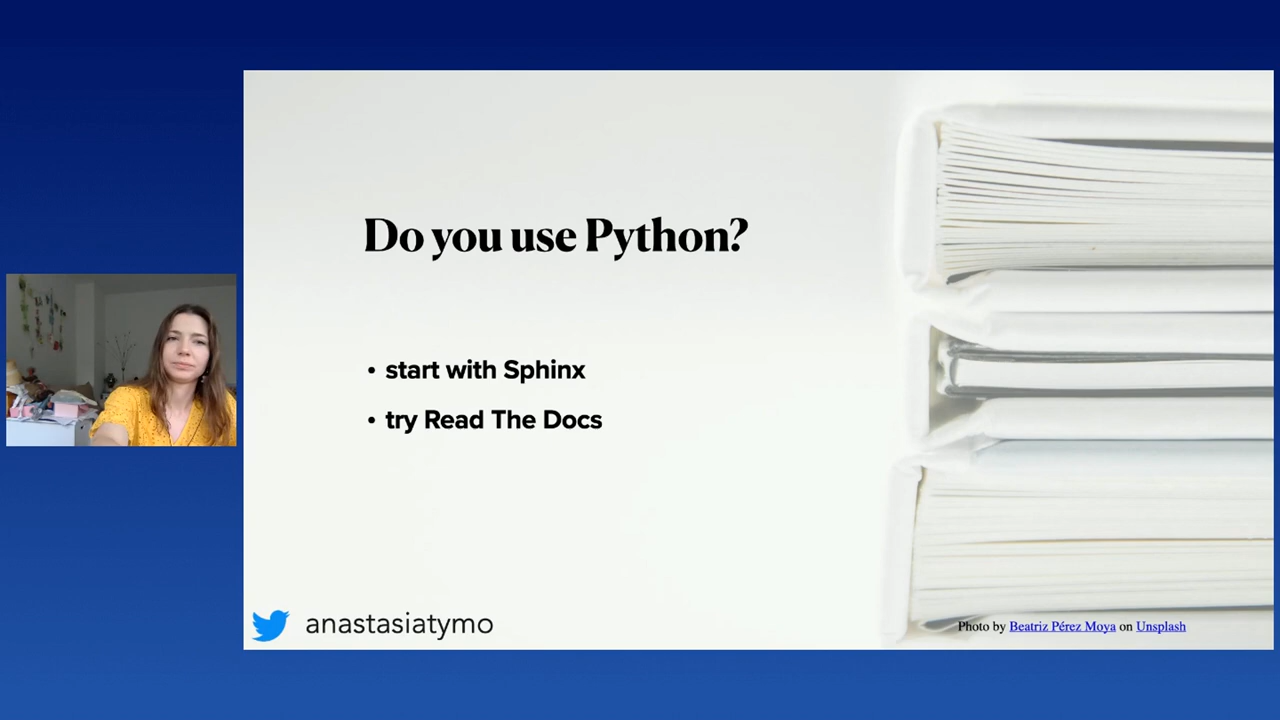 Do you use Python?
• start with Sphinx
• try Read The Docs
anastasiatymo
Photo by Beatriz Pérez Moya on Unsplash